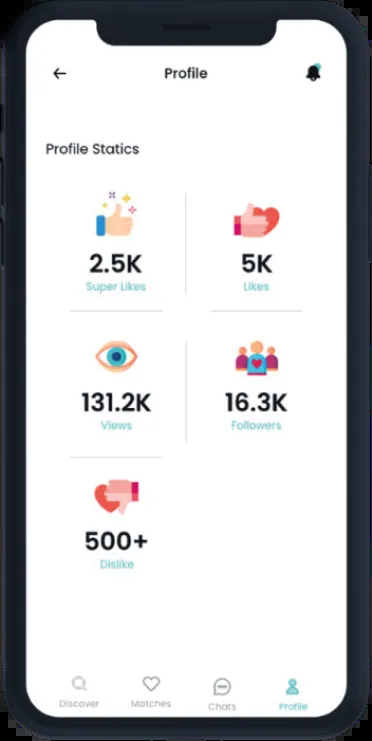 Profile
Profile Statics
2.5K
Super Likes
5K
Likes
131.2K
Views
16.3K
Followers
500+
Dislike
Discover
Matches
Chats
Profile